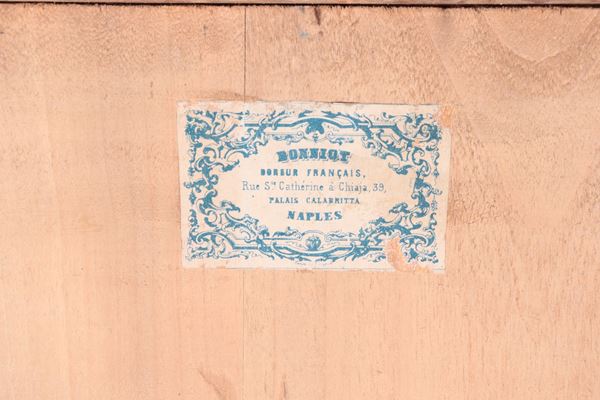 BONNIOT
DOREUR FRANÇAIS,
Rue Ste Cathérine à Chiaja, 39,
PALAIS CALABRITTA
NAPLES